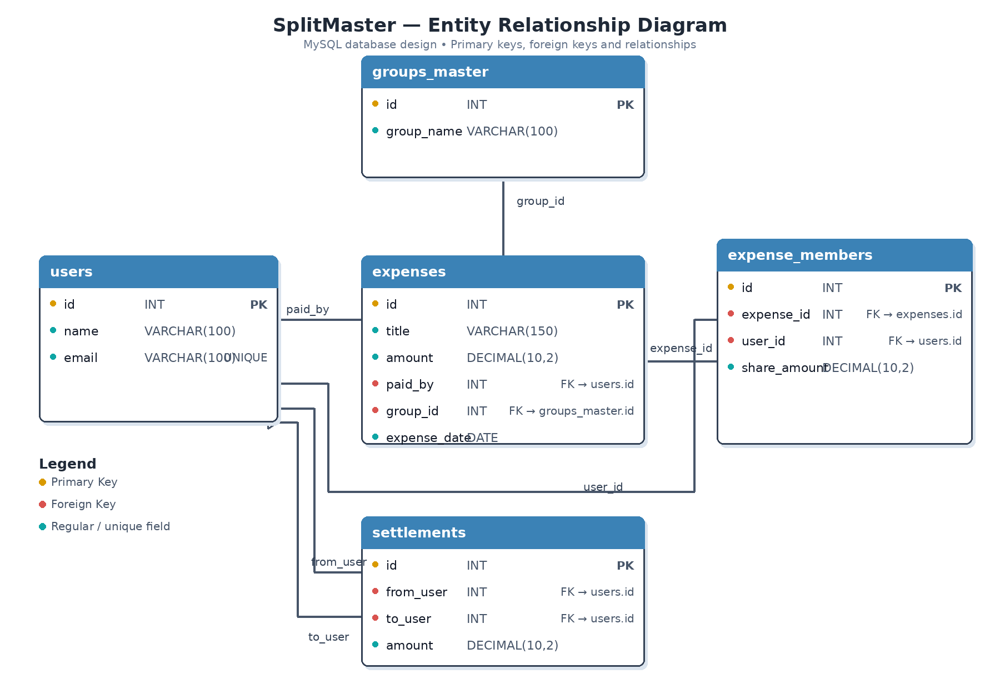 SplitMaster — Entity Relationship Diagram
MySQL database design • Primary keys, foreign keys and relationships
groups_master
id INT PK
group_name VARCHAR(100)
group_id
users
id INT PK
name VARCHAR(100)
email VARCHAR(100) UNIQUE
paid_by
expenses
id INT PK
title VARCHAR(150)
amount DECIMAL(10,2)
paid_by INT FK → users.id
group_id INT FK → groups_master.id
expense_date DATE
expense_id
expense_members
id INT PK
expense_id INT FK → expenses.id
user_id INT FK → users.id
share_amount DECIMAL(10,2)
user_id
Legend
Primary Key
Foreign Key
Regular / unique field
from_user
to_user
settlements
id INT PK
from_user INT FK → users.id
to_user INT FK → users.id
amount DECIMAL(10,2)